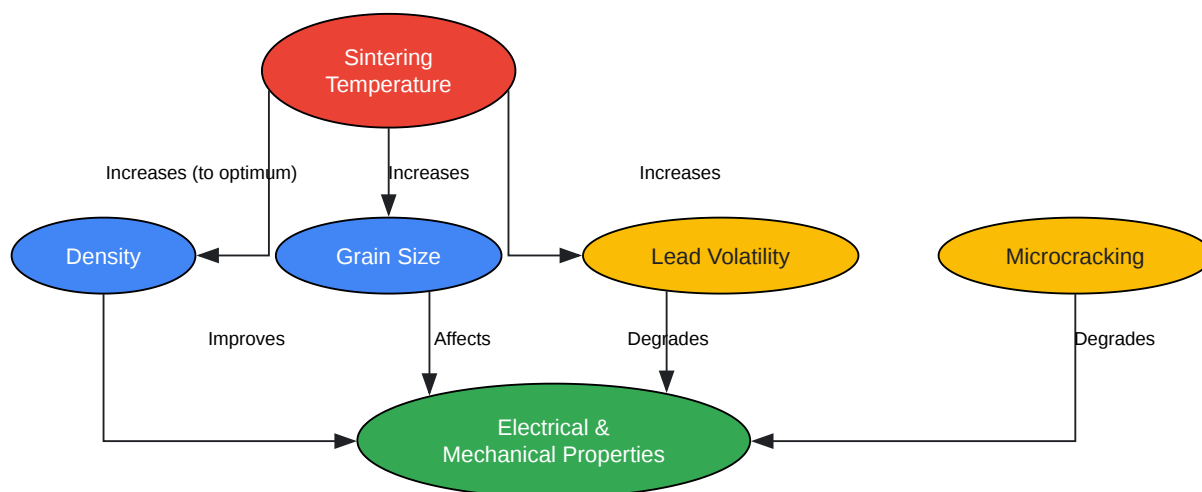 Sintering
Temperature
Increases (to optimum)
Increases
Increases
Density
Grain Size
Lead Volatility
Microcracking
Improves
Affects
Degrades
Degrades
Electrical &
Mechanical Properties